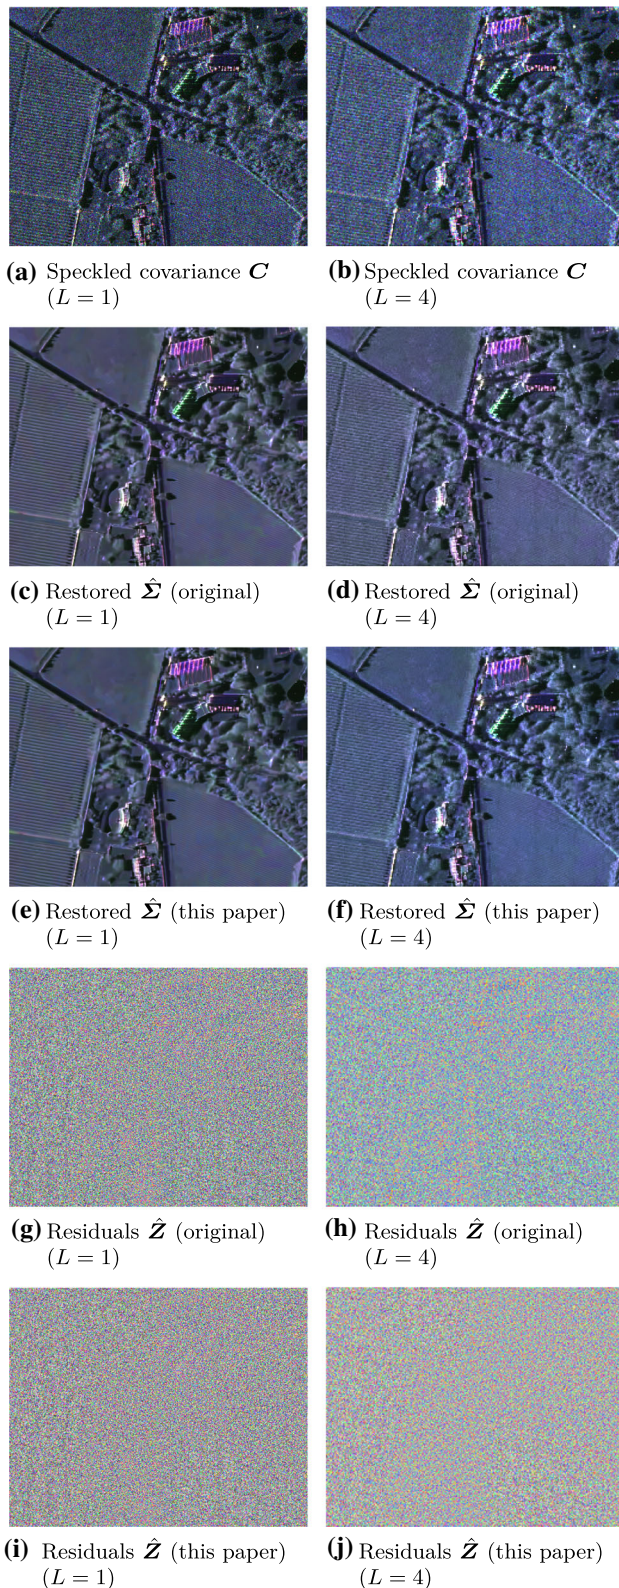 (a) Speckled covariance C
(L = 1)
(b) Speckled covariance C
(L = 4)
(c) Restored Σ̂ (original)
(L = 1)
(d) Restored Σ̂ (original)
(L = 4)
(e) Restored Σ̂ (this paper)
(L = 1)
(f) Restored Σ̂ (this paper)
(L = 4)
(g) Residuals Ẑ (original)
(L = 1)
(h) Residuals Ẑ (original)
(L = 4)
(i) Residuals Ẑ (this paper)
(L = 1)
(j) Residuals Ẑ (this paper)
(L = 4)